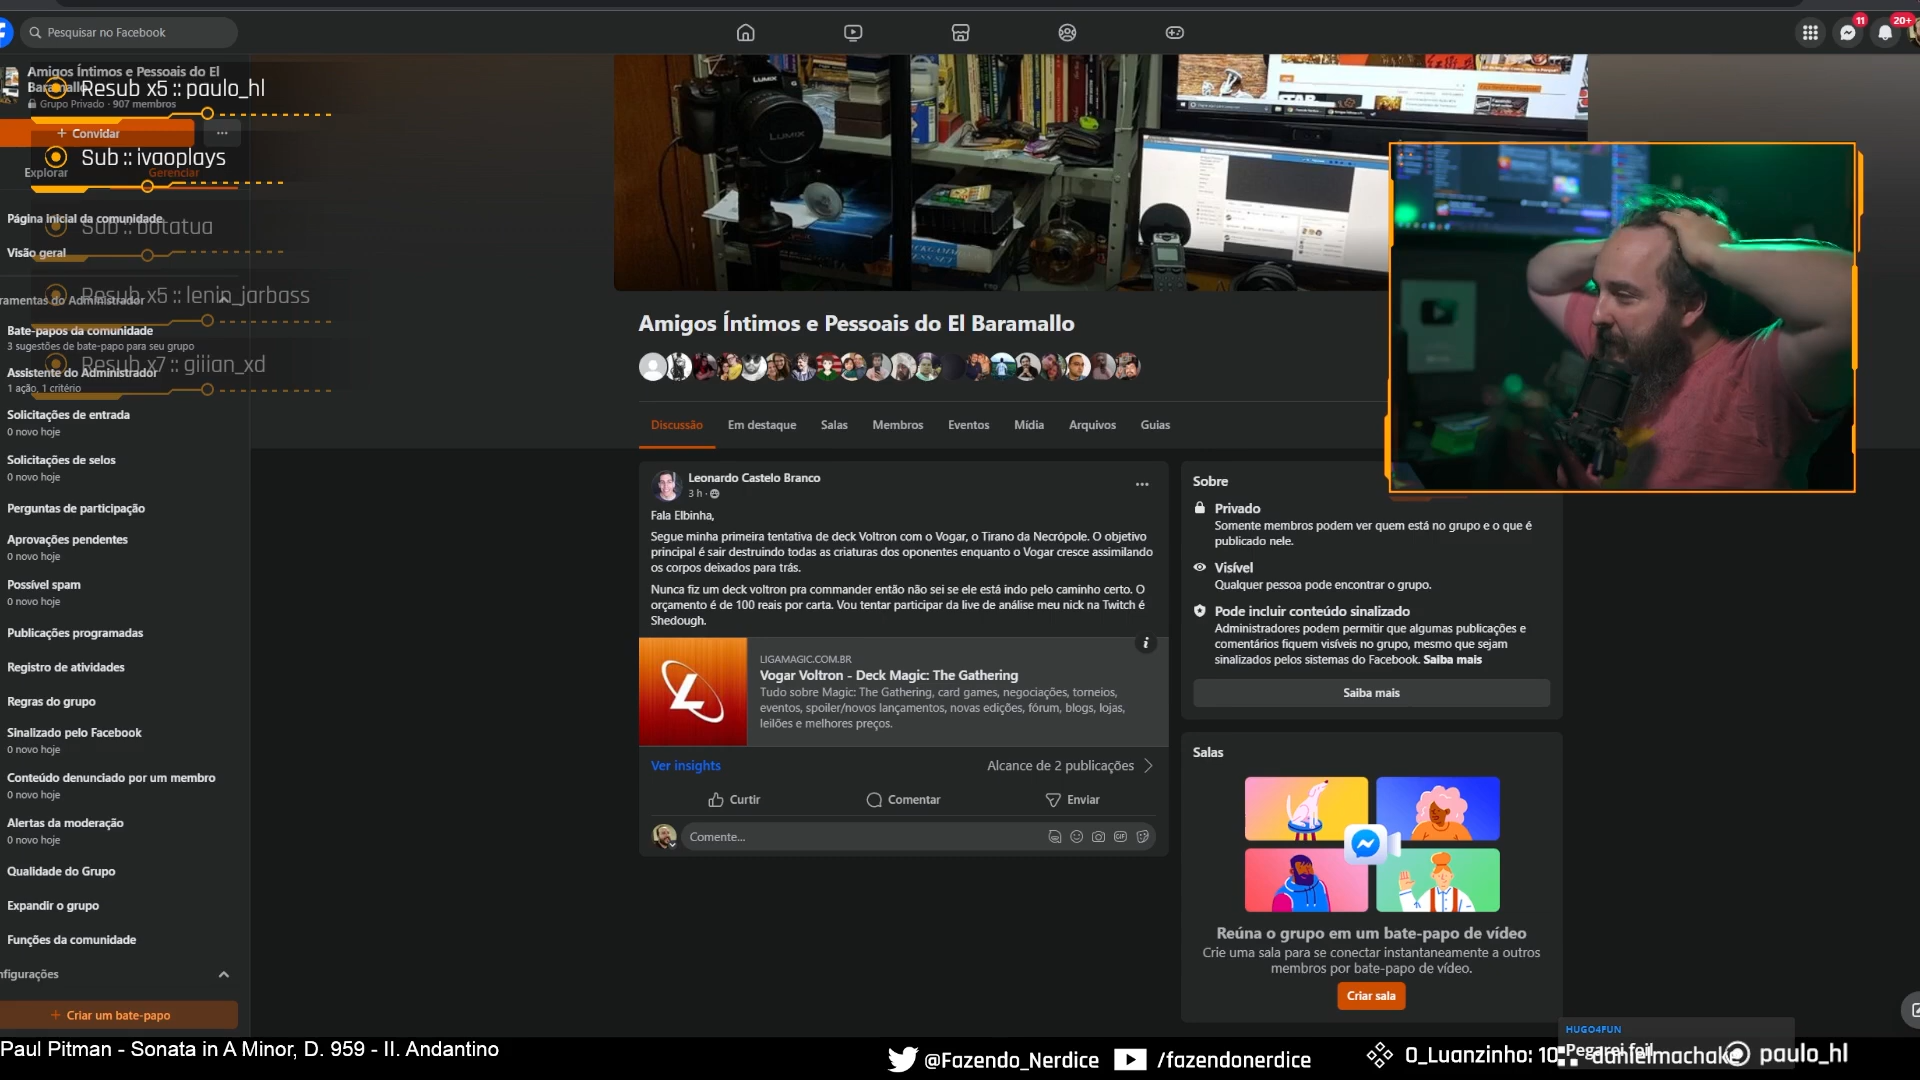 Pesquisar no Facebook
11
20+
Amigos Íntimos e Pessoais do El
Baramallo
Grupo Privado · 907 membros
Resub x5 :: paulo_hl
+ Convidar
Sub :: ivaoplays
Explorar
Gerenciar
Página inicial da comunidade
Sub :: botatua
Visão geral
ramentas do Administrador
Resub x5 :: lenin_jarbass
Bate-papos da comunidade
3 sugestões de bate-papo para seu grupo
Resub x7 :: giiian_xd
Assistente do Administrador
1 ação, 1 critério
Solicitações de entrada
0 novo hoje
Solicitações de selos
0 novo hoje
Perguntas de participação
Aprovações pendentes
0 novo hoje
Possível spam
0 novo hoje
Publicações programadas
Registro de atividades
Regras do grupo
Sinalizado pelo Facebook
0 novo hoje
Conteúdo denunciado por um membro
0 novo hoje
Alertas da moderação
0 novo hoje
Qualidade do Grupo
Expandir o grupo
Funções da comunidade
nfigurações
+ Criar um bate-papo
LUMIX
LUMIX
Amigos Íntimos e Pessoais do El Baramallo
Discussão
Em destaque
Salas
Membros
Eventos
Mídia
Arquivos
Guias
Leonardo Castelo Branco
3 h ·
Fala Elbinha,
Segue minha primeira tentativa de deck Voltron com o Vogar, o Tirano da Necrópole. O objetivo
principal é sair destruindo todas as criaturas dos oponentes enquanto o Vogar cresce assimilando
os corpos deixados para trás.
Nunca fiz um deck voltron pra commander então não sei se ele está indo pelo caminho certo. O
orçamento é de 100 reais por carta. Vou tentar participar da live de análise meu nick na Twitch é
Shedough.
LIGAMAGIC.COM.BR
Vogar Voltron - Deck Magic: The Gathering
Tudo sobre Magic: The Gathering, card games, negociações, torneios,
eventos, spoiler/novos lançamentos, novas edições, fórum, blogs, lojas,
leilões e melhores preços.
Ver insights
Alcance de 2 publicações
Curtir
Comentar
Enviar
Comente...
Sobre
Privado
Somente membros podem ver quem está no grupo e o que é
publicado nele.
Visível
Qualquer pessoa pode encontrar o grupo.
Pode incluir conteúdo sinalizado
Administradores podem permitir que algumas publicações e
comentários fiquem visíveis no grupo, mesmo que sejam
sinalizados pelos sistemas do Facebook. Saiba mais
Saiba mais
Salas
Reúna o grupo em um bate-papo de vídeo
Crie uma sala para se conectar instantaneamente a outros
membros por bate-papo de vídeo.
Criar sala
HUGO4FUN
Pegarei foil
Paul Pitman - Sonata in A Minor, D. 959 - II. Andantino
@Fazendo_Nerdice
/fazendonerdice
O_Luanzinho: 10
paulo_hl